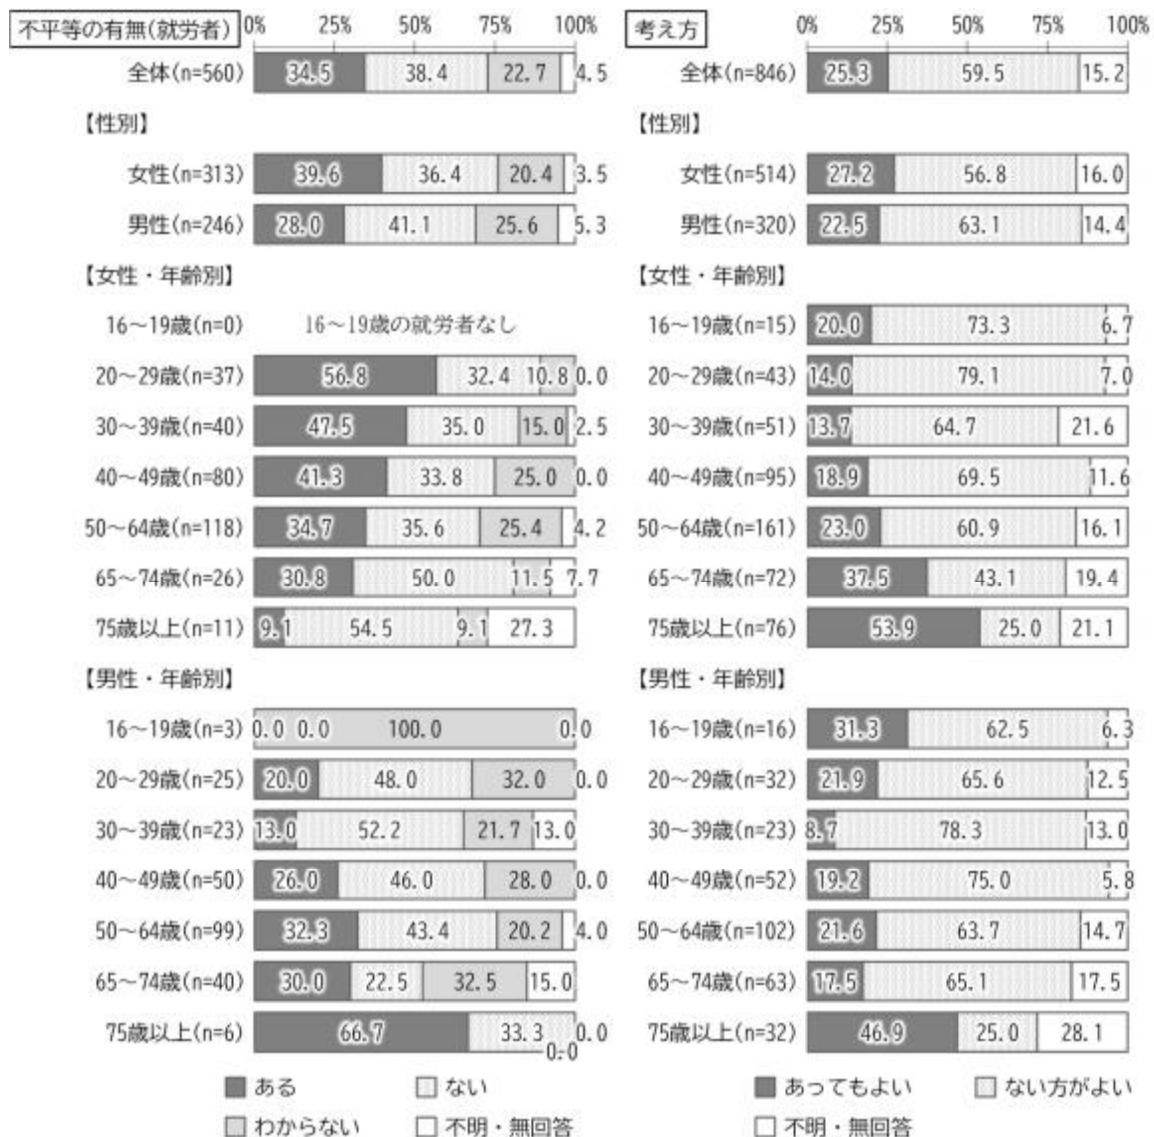 不平等の有無(就労者) 0% 25% 50% 75% 100%
全体(n=560) 34.5 38.4 22.7 4.5
【性別】
女性(n=313) 39.6 36.4 20.4 3.5
男性(n=246) 28.0 41.1 25.6 5.3
【女性・年齢別】
16〜19歳(n=0) 16〜19歳の就労者なし
20〜29歳(n=37) 56.8 32.4 10.8 0.0
30〜39歳(n=40) 47.5 35.0 15.0 2.5
40〜49歳(n=80) 41.3 33.8 25.0 0.0
50〜64歳(n=118) 34.7 35.6 25.4 4.2
65〜74歳(n=26) 30.8 50.0 11.5 7.7
75歳以上(n=11) 9.1 54.5 9.1 27.3
【男性・年齢別】
16〜19歳(n=3) 0.0 0.0 100.0 0.0
20〜29歳(n=25) 20.0 48.0 32.0 0.0
30〜39歳(n=23) 13.0 52.2 21.7 13.0
40〜49歳(n=50) 26.0 46.0 28.0 0.0
50〜64歳(n=99) 32.3 43.4 20.2 4.0
65〜74歳(n=40) 30.0 22.5 32.5 15.0
75歳以上(n=6) 66.7 33.3 0.0 0.0
ある ない
わからない 不明・無回答
考え方 0% 25% 50% 75% 100%
全体(n=846) 25.3 59.5 15.2
【性別】
女性(n=514) 27.2 56.8 16.0
男性(n=320) 22.5 63.1 14.4
【女性・年齢別】
16〜19歳(n=15) 20.0 73.3 6.7
20〜29歳(n=43) 14.0 79.1 7.0
30〜39歳(n=51) 13.7 64.7 21.6
40〜49歳(n=95) 18.9 69.5 11.6
50〜64歳(n=161) 23.0 60.9 16.1
65〜74歳(n=72) 37.5 43.1 19.4
75歳以上(n=76) 53.9 25.0 21.1
【男性・年齢別】
16〜19歳(n=16) 31.3 62.5 6.3
20〜29歳(n=32) 21.9 65.6 12.5
30〜39歳(n=23) 8.7 78.3 13.0
40〜49歳(n=52) 19.2 75.0 5.8
50〜64歳(n=102) 21.6 63.7 14.7
65〜74歳(n=63) 17.5 65.1 17.5
75歳以上(n=32) 46.9 25.0 28.1
あってもよい ない方がよい
不明・無回答